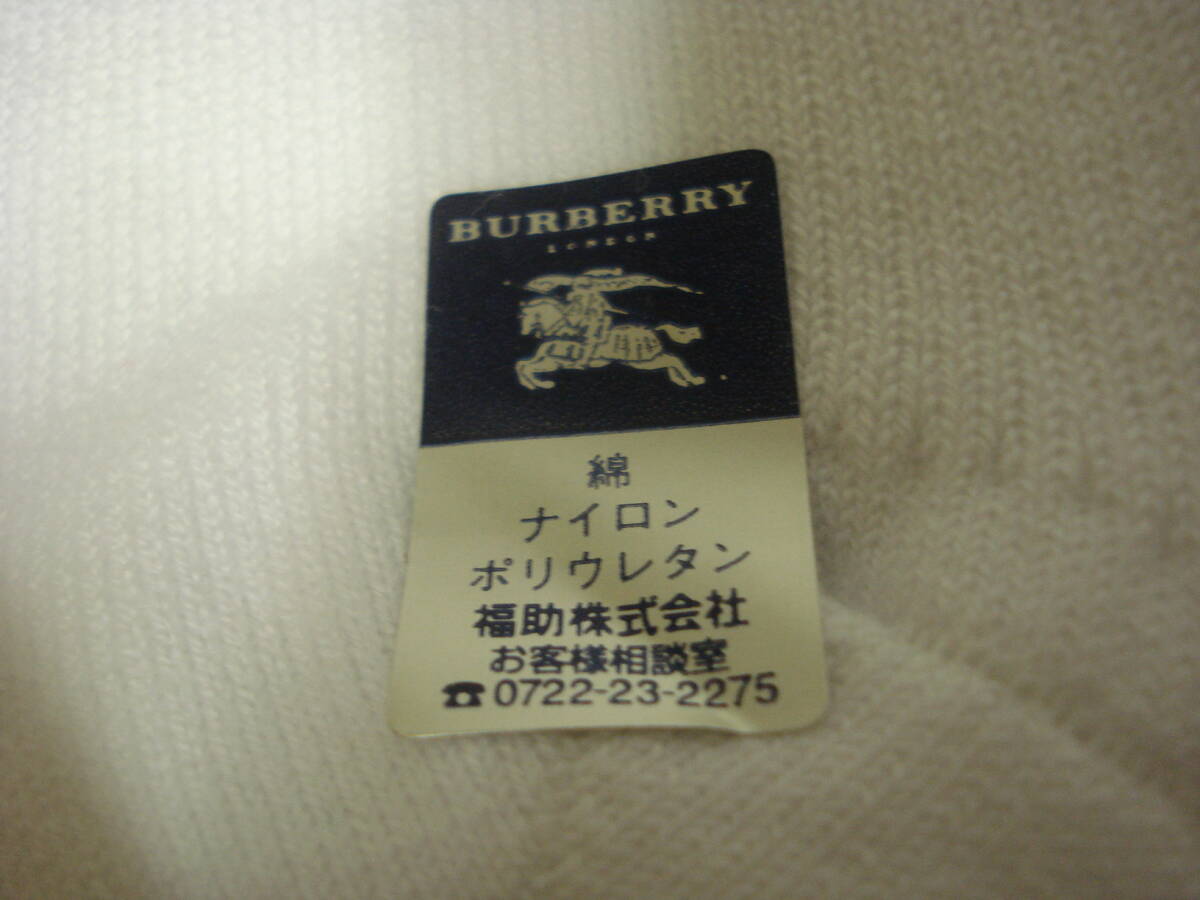 BURBERRY
LONDON
綿
ナイロン
ポリウレタン
福助株式会社
お客様相談室
☎0722-23-2275